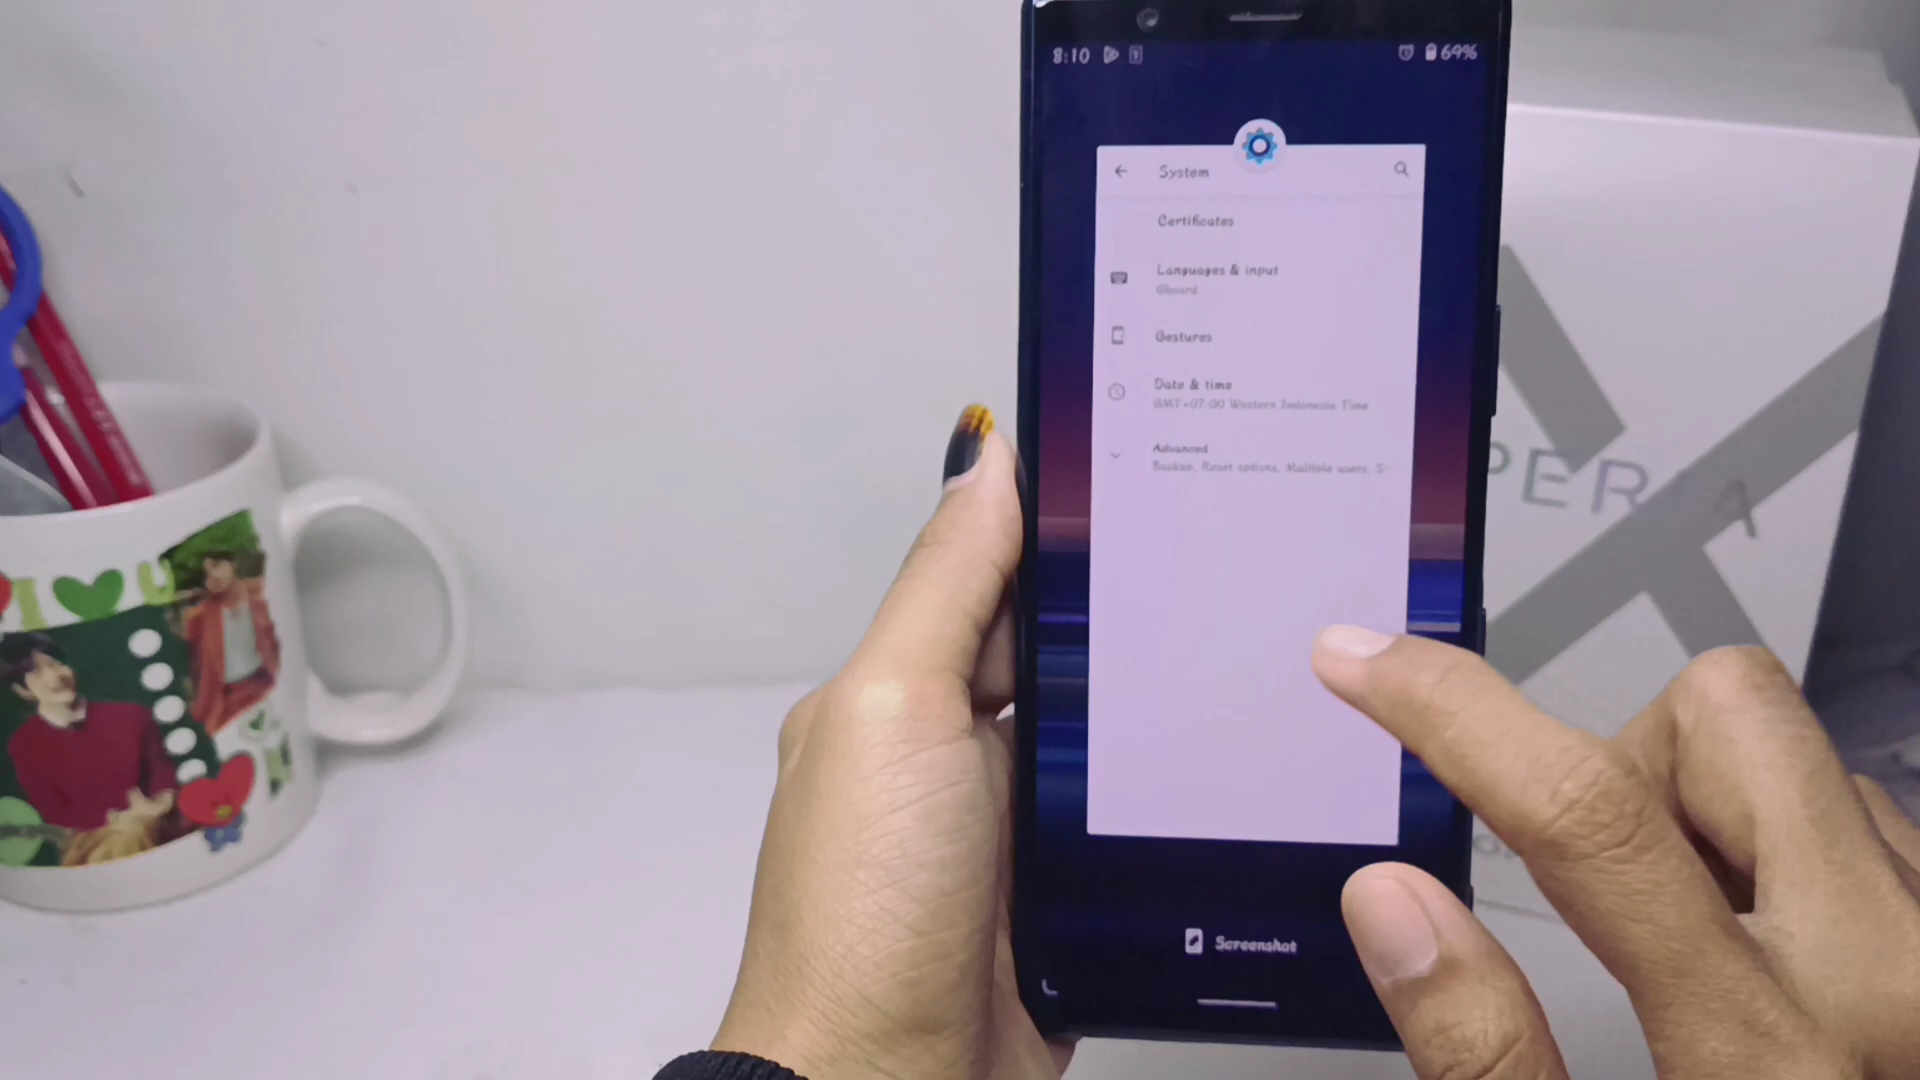 8:10
69%
System
Certificates
Languages & input
Gboard
Gestures
Date & time
GMT+07:00 Western Indonesia Time
Advanced
Backup, Reset options, Multiple users, S-
Screenshot
I U
PERIA